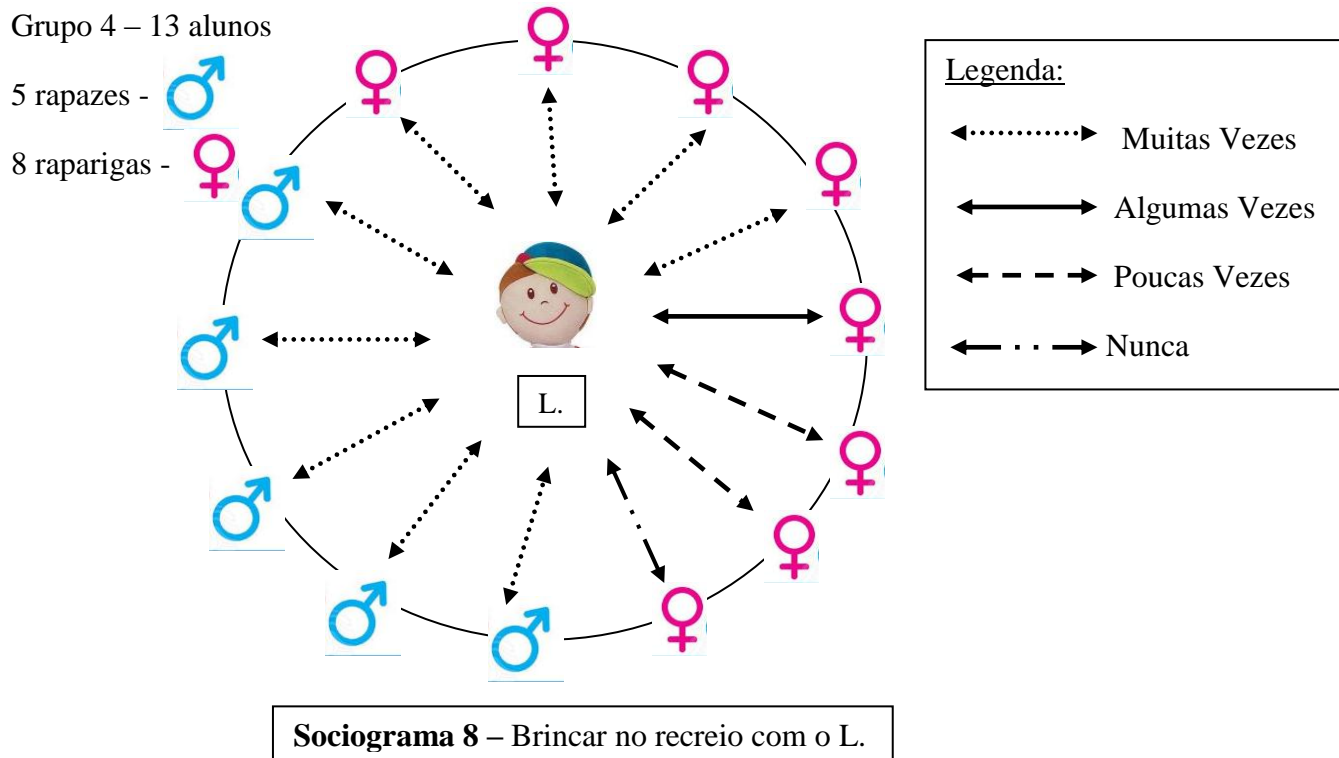 Grupo 4 – 13 alunos
5 rapazes -
8 raparigas -
Legenda:
Muitas Vezes
Algumas Vezes
Poucas Vezes
Nunca
L.
Sociograma 8 – Brincar no recreio com o L.